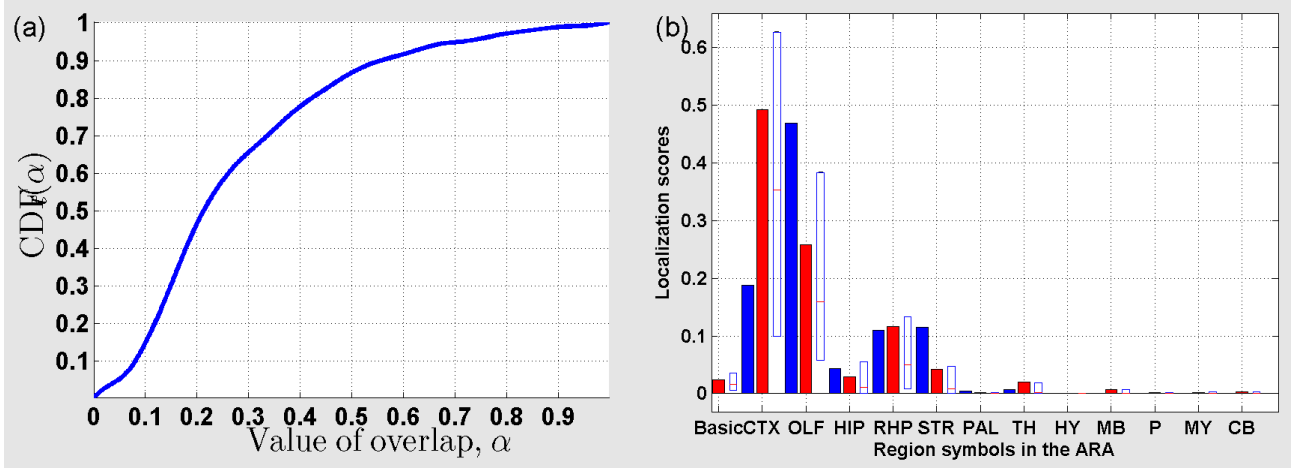 (a)
1
0.9
0.8
0.7
0.6
0.5
0.4
0.3
0.2
0.1
0 0.1 0.2 0.3 0.4 0.5 0.6 0.7 0.8 0.9
Value of overlap, α
(b)
Localization scores
0.6
0.5
0.4
0.3
0.2
0.1
0
Basic CTX OLF HIP RHP STR PAL TH HY MB P MY CB
Region symbols in the ARA